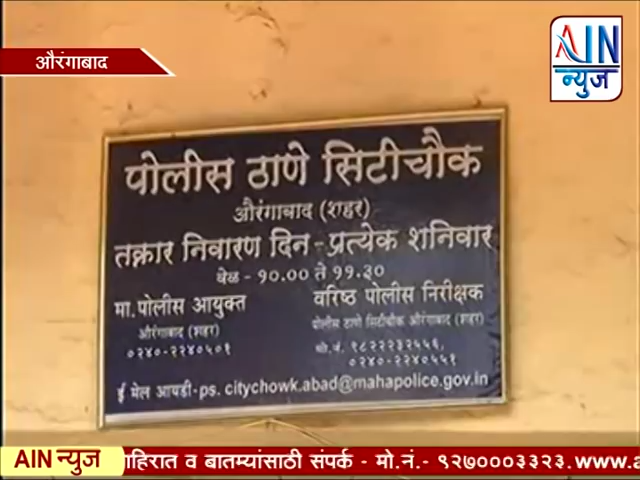 औरंगाबाद
AIN
न्युज
पोलीस ठाणे सिटीचौक
औरंगाबाद (शहर)
तक्रार निवारण दिन - प्रत्येक शनिवार
वेळ - १०.०० ते ११.३०
मा. पोलीस आयुक्त
औरंगाबाद (शहर)
०२४०-२२४०५०१
वरिष्ठ पोलीस निरीक्षक
पोलीस ठाणे सिटीचौक औरंगाबाद (शहर)
मो.नं. ९८२२२३२५५६,
०२४०-२२४०५५१
ई मेल आयडी-ps. citychowk.abad@mahapolice.gov.in
AIN न्युज ाहिरात व बातम्यांसाठी संपर्क - मो.नं.- ९२७०००३३२३. www.a